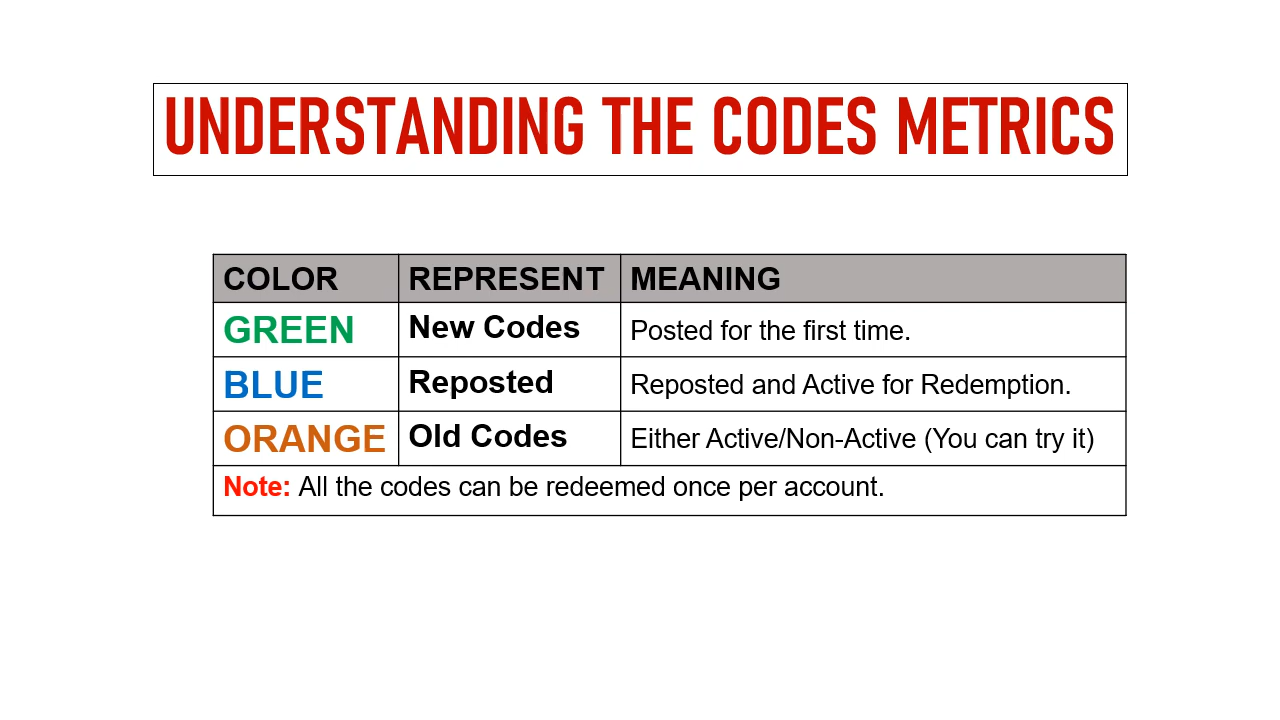 UNDERSTANDING THE CODES METRICS
COLOR REPRESENT MEANING
GREEN New Codes Posted for the first time.
BLUE Reposted Reposted and Active for Redemption.
ORANGE Old Codes Either Active/Non-Active (You can try it)
Note: All the codes can be redeemed once per account.